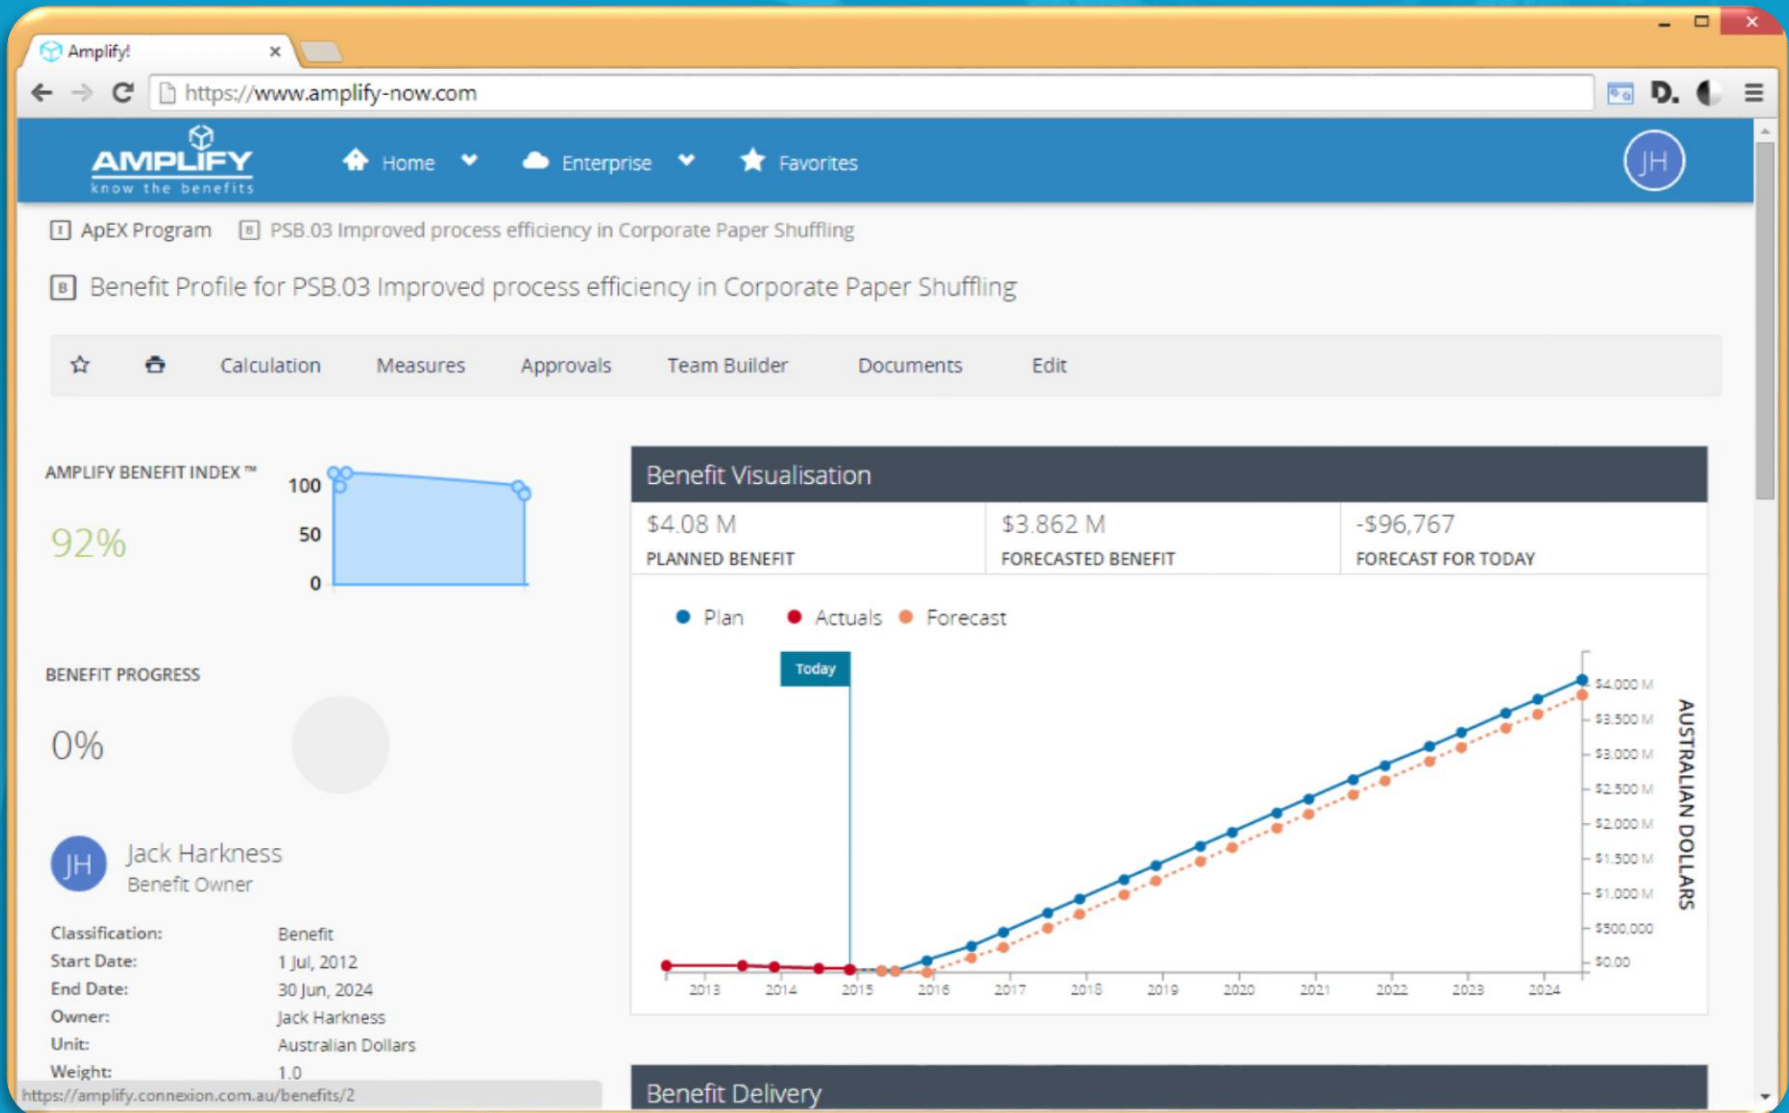 Amplify!
https://www.amplify-now.com
D.
AMPLIFY
know the benefits
Home
Enterprise
Favorites
JH
I ApEX Program
B PSB.03 Improved process efficiency in Corporate Paper Shuffling
B Benefit Profile for PSB.03 Improved process efficiency in Corporate Paper Shuffling
Calculation
Measures
Approvals
Team Builder
Documents
Edit
AMPLIFY BENEFIT INDEX ™
92%
100
50
0
BENEFIT PROGRESS
0%
JH
Jack Harkness
Benefit Owner
Classification: Benefit
Start Date: 1 Jul, 2012
End Date: 30 Jun, 2024
Owner: Jack Harkness
Unit: Australian Dollars
Weight: 1.0
https://amplify.connexion.com.au/benefits/2
Benefit Visualisation
$4.08 M
PLANNED BENEFIT
$3.862 M
FORECASTED BENEFIT
-$96,767
FORECAST FOR TODAY
Plan
Actuals
Forecast
Today
$4.000 M
$3.500 M
$3.000 M
$2.500 M
$2.000 M
$1.500 M
$1.000 M
$500.000
$0.00
AUSTRALIAN DOLLARS
2013 2014 2015 2016 2017 2018 2019 2020 2021 2022 2023 2024
Benefit Delivery